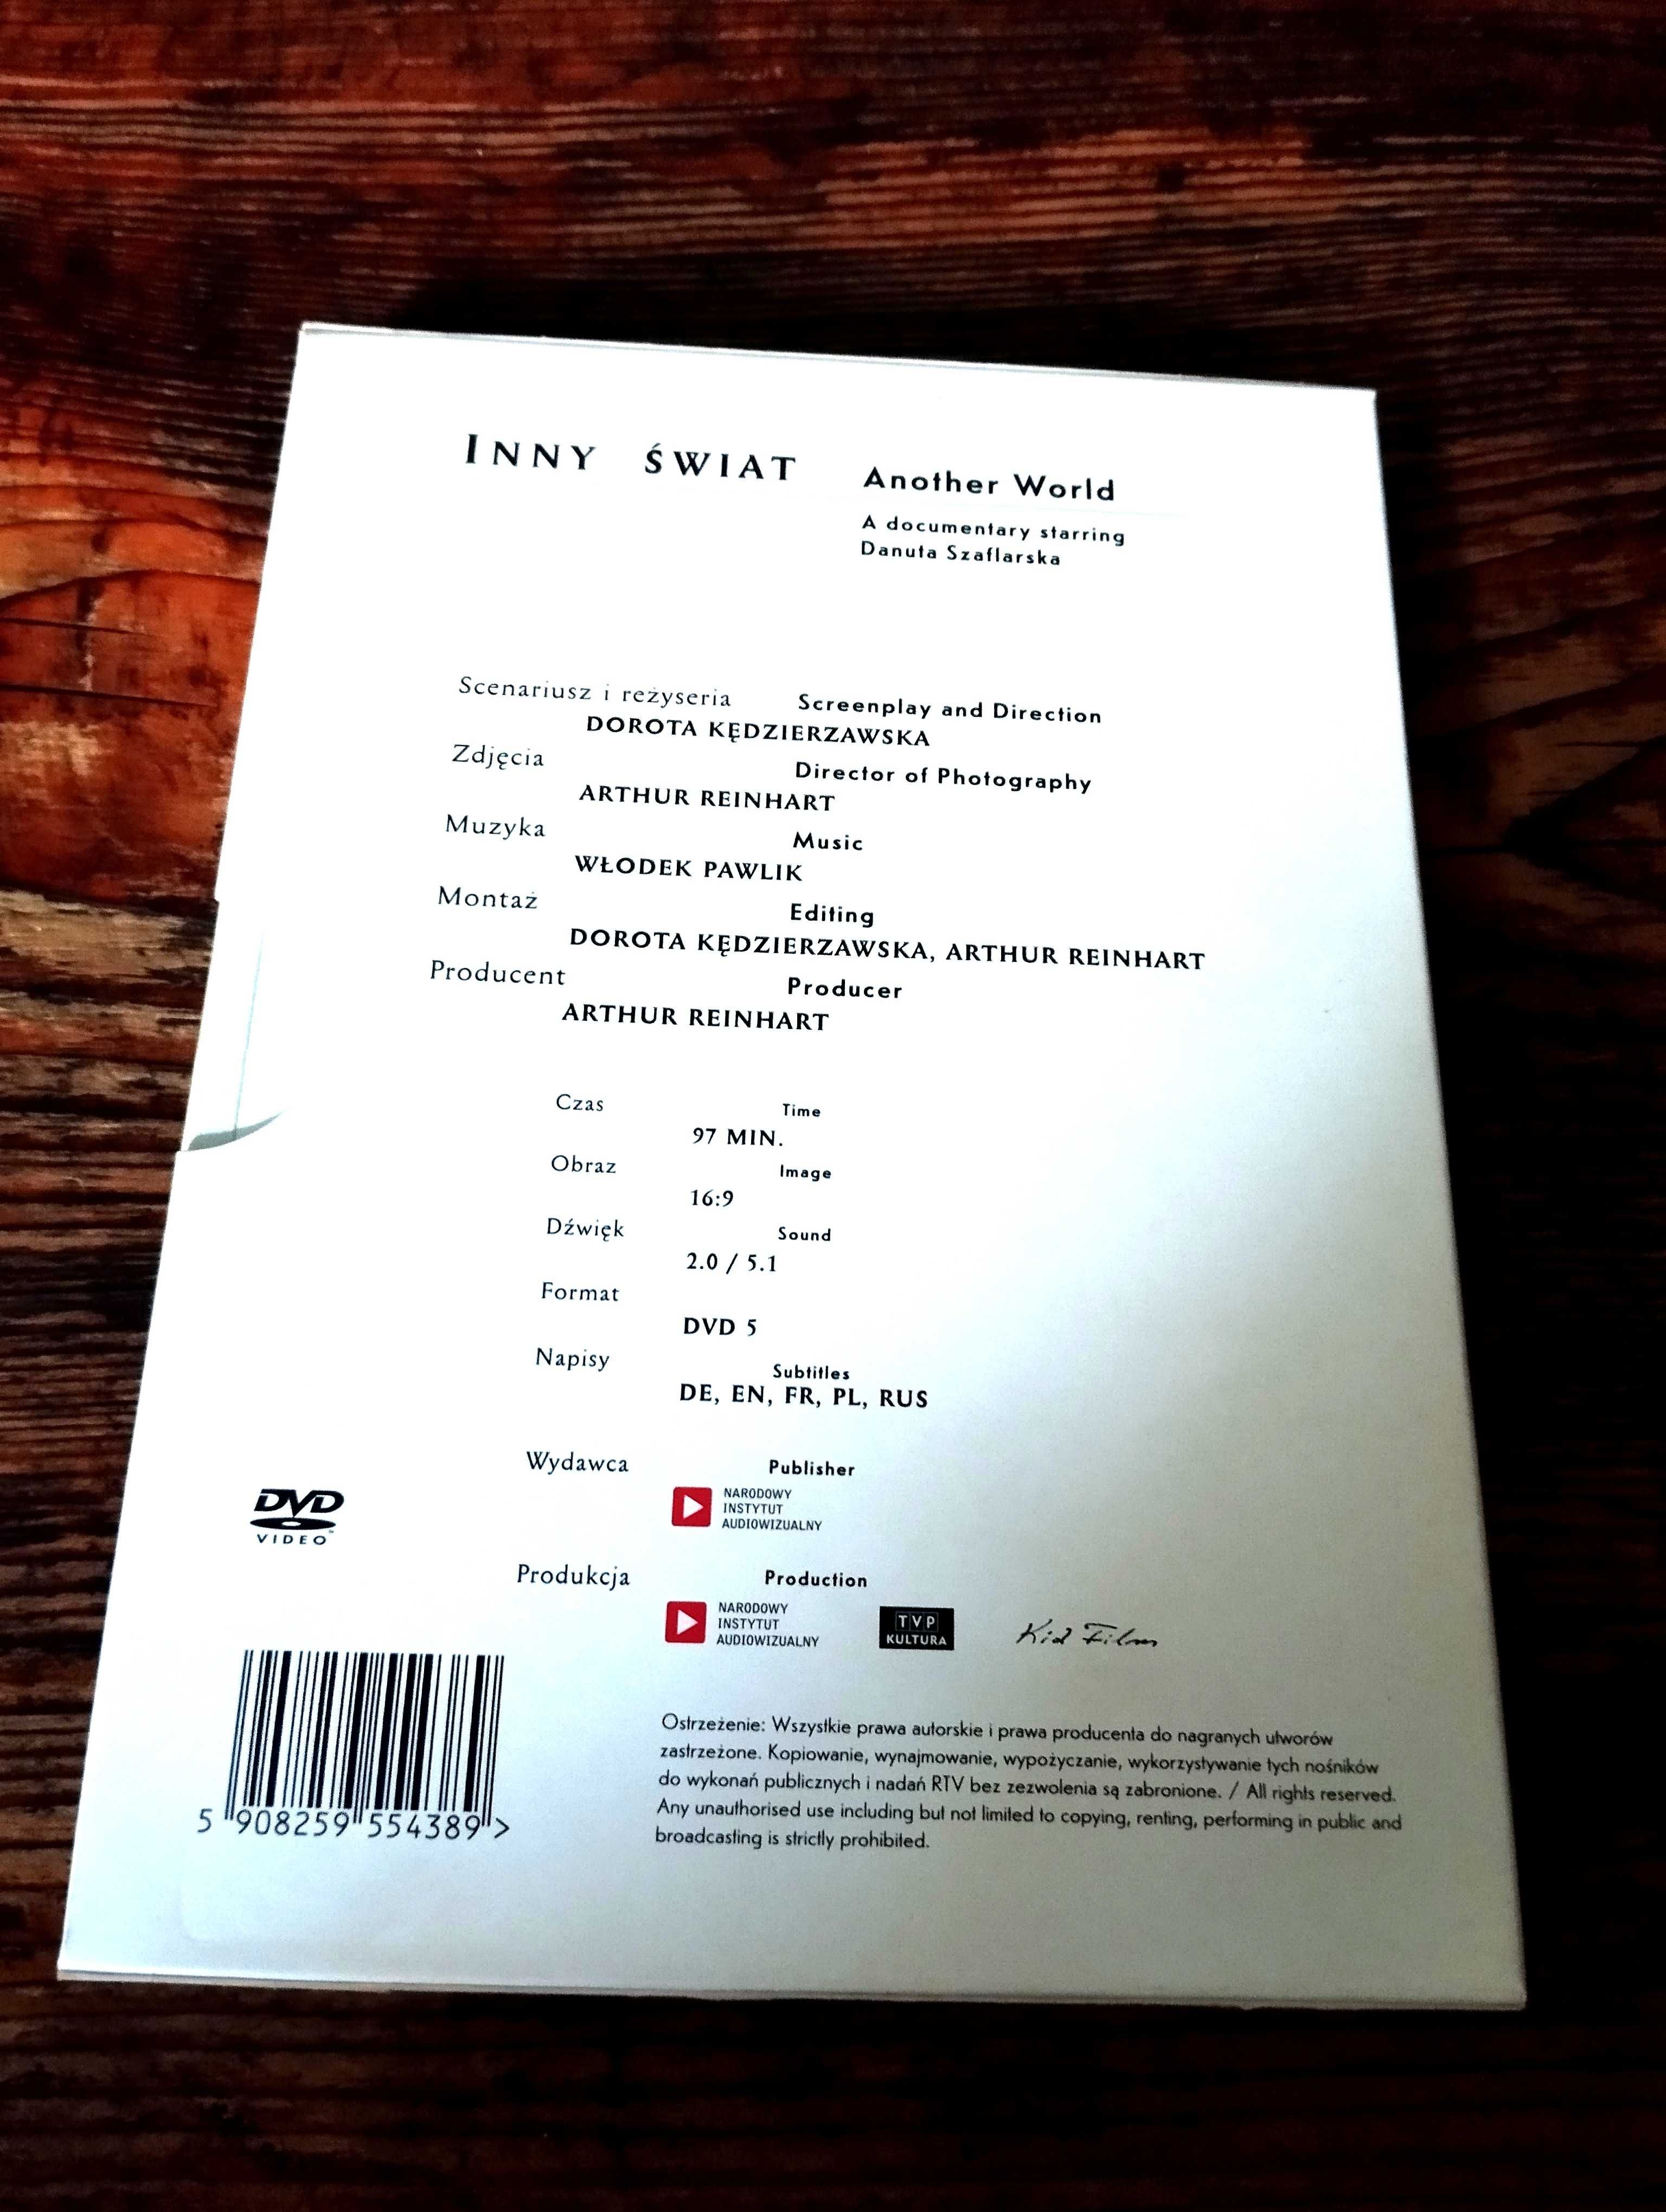 INNY ŚWIAT Another World
A documentary starring
Danuta Szaflarska
Scenariusz i reżyseria Screenplay and Direction
DOROTA KĘDZIERZAWSKA
Zdjęcia Director of Photography
ARTHUR REINHART
Muzyka Music
WŁODEK PAWLIK
Montaż Editing
DOROTA KĘDZIERZAWSKA, ARTHUR REINHART
Producent Producer
ARTHUR REINHART
Czas Time
97 MIN.
Obraz Image
16:9
Dźwięk Sound
2.0 / 5.1
Format
DVD 5
Napisy Subtitles
DE, EN, FR, PL, RUS
Wydawca Publisher
NARODOWY
INSTYTUT
AUDIOWIZUALNY
DVD
VIDEO™
Produkcja Production
NARODOWY
INSTYTUT
AUDIOWIZUALNY
TVP
KULTURA
Kid Film
Ostrzeżenie: Wszystkie prawa autorskie i prawa producenta do nagranych utworów
zastrzeżone. Kopiowanie, wynajmowanie, wypożyczanie, wykorzystywanie tych nośników
do wykonań publicznych i nadań RTV bez zezwolenia są zabronione. / All rights reserved.
Any unauthorised use including but not limited to copying, renting, performing in public and
broadcasting is strictly prohibited.
5 908259 554389 >